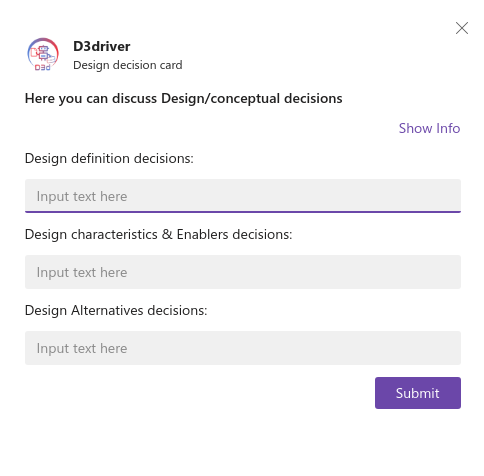 D3driver
Design decision card
D3d
Here you can discuss Design/conceptual decisions
Show Info
Design definition decisions:
Input text here
Design characteristics & Enablers decisions:
Input text here
Design Alternatives decisions:
Input text here
Submit